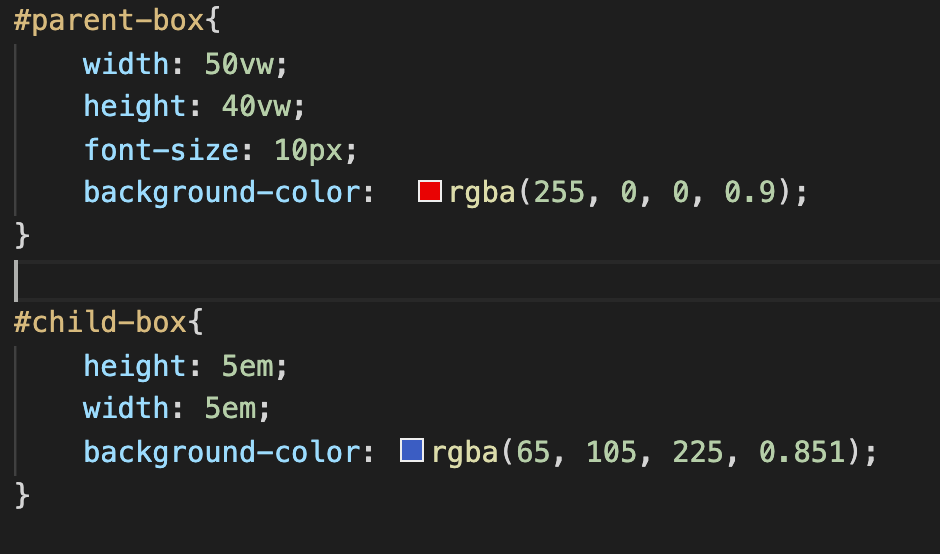 #parent-box{
    width: 50vw;
    height: 40vw;
    font-size: 10px;
    background-color: rgba(255, 0, 0, 0.9);
}
#child-box{
    height: 5em;
    width: 5em;
    background-color: rgba(65, 105, 225, 0.851);
}